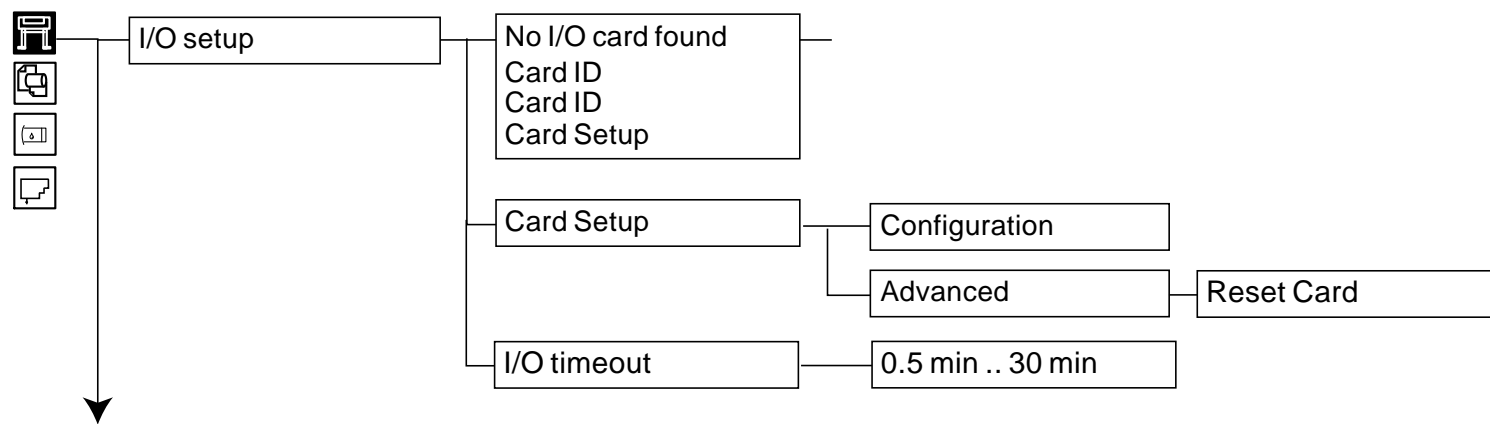 I/O setup
No I/O card found
Card ID
Card ID
Card Setup
Card Setup
Configuration
Advanced
Reset Card
I/O timeout
0.5 min .. 30 min